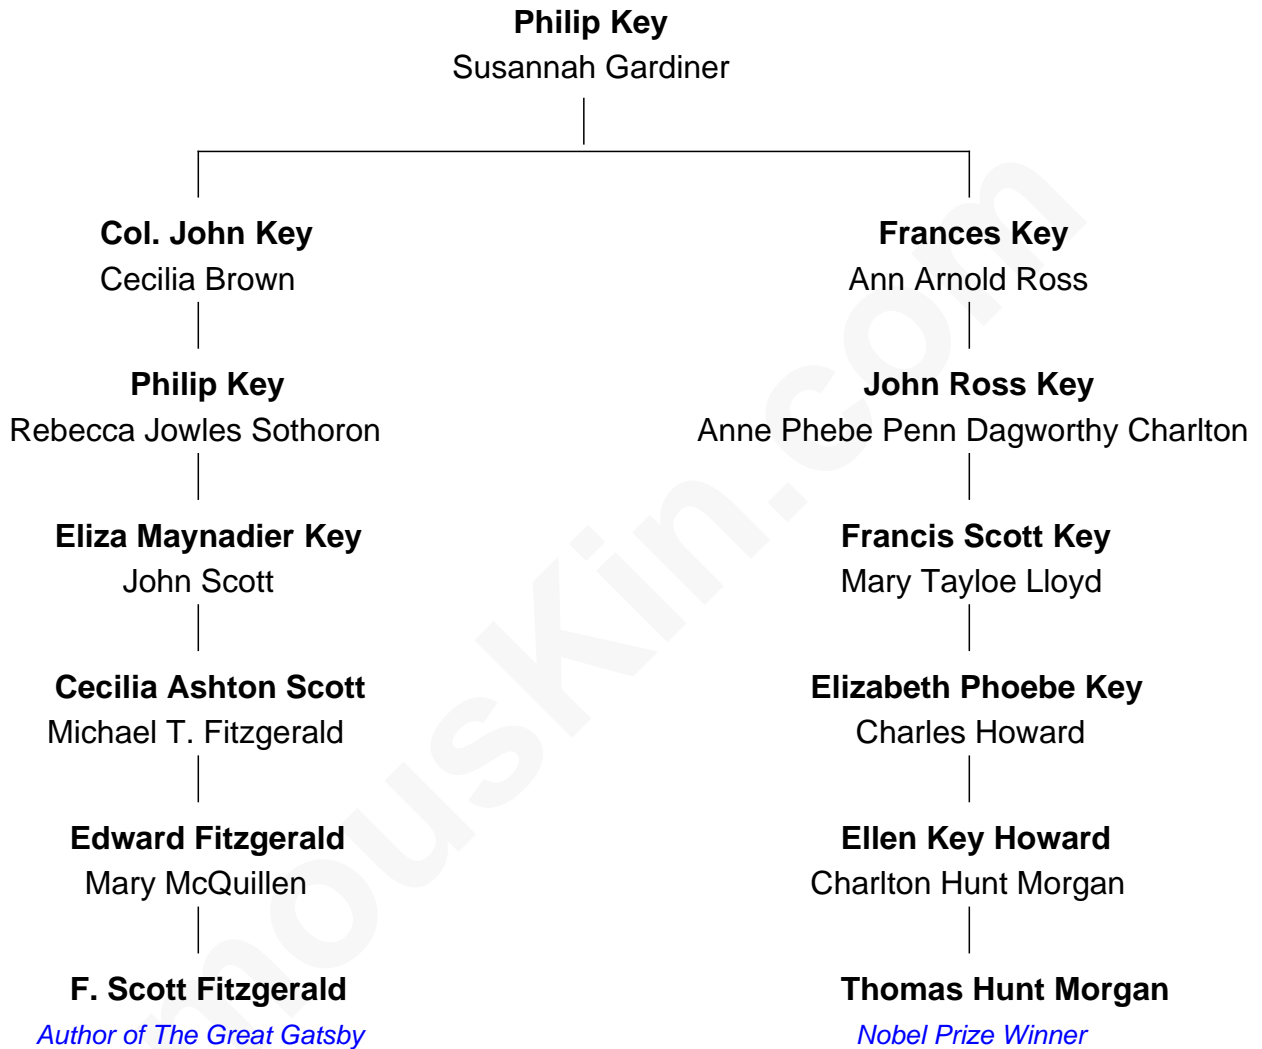 Philip Key
Susannah Gardiner
Col. John Key
Cecilia Brown
Frances Key
Ann Arnold Ross
Philip Key
Rebecca Jowles Sothoron
John Ross Key
Anne Phebe Penn Dagworthy Charlton
Eliza Maynadier Key
John Scott
Francis Scott Key
Mary Tayloe Lloyd
Cecilia Ashton Scott
Michael T. Fitzgerald
Elizabeth Phoebe Key
Charles Howard
Edward Fitzgerald
Mary McQuillen
Ellen Key Howard
Charlton Hunt Morgan
F. Scott Fitzgerald
Author of The Great Gatsby
Thomas Hunt Morgan
Nobel Prize Winner
mousKin.com